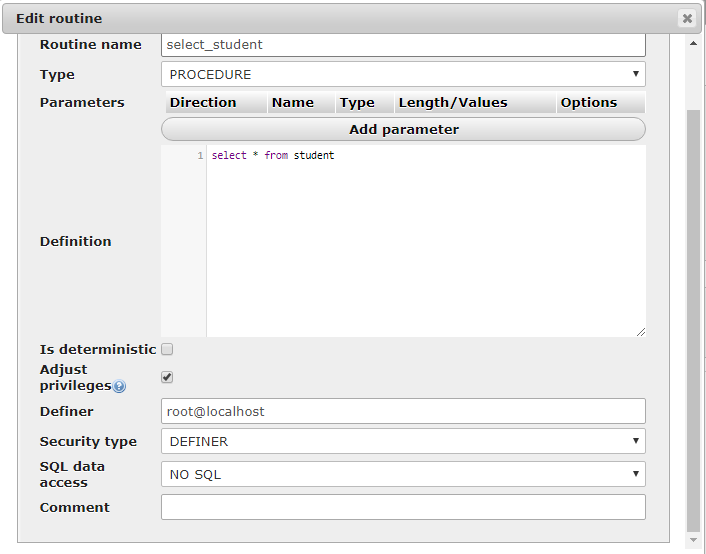 Edit routine
Routine name select_student
Type PROCEDURE
Parameters Direction Name Type Length/Values Options
Add parameter
1 select * from student
Definition
Is deterministic
Adjust
privileges
Definer root@localhost
Security type DEFINER
SQL data
access NO SQL
Comment